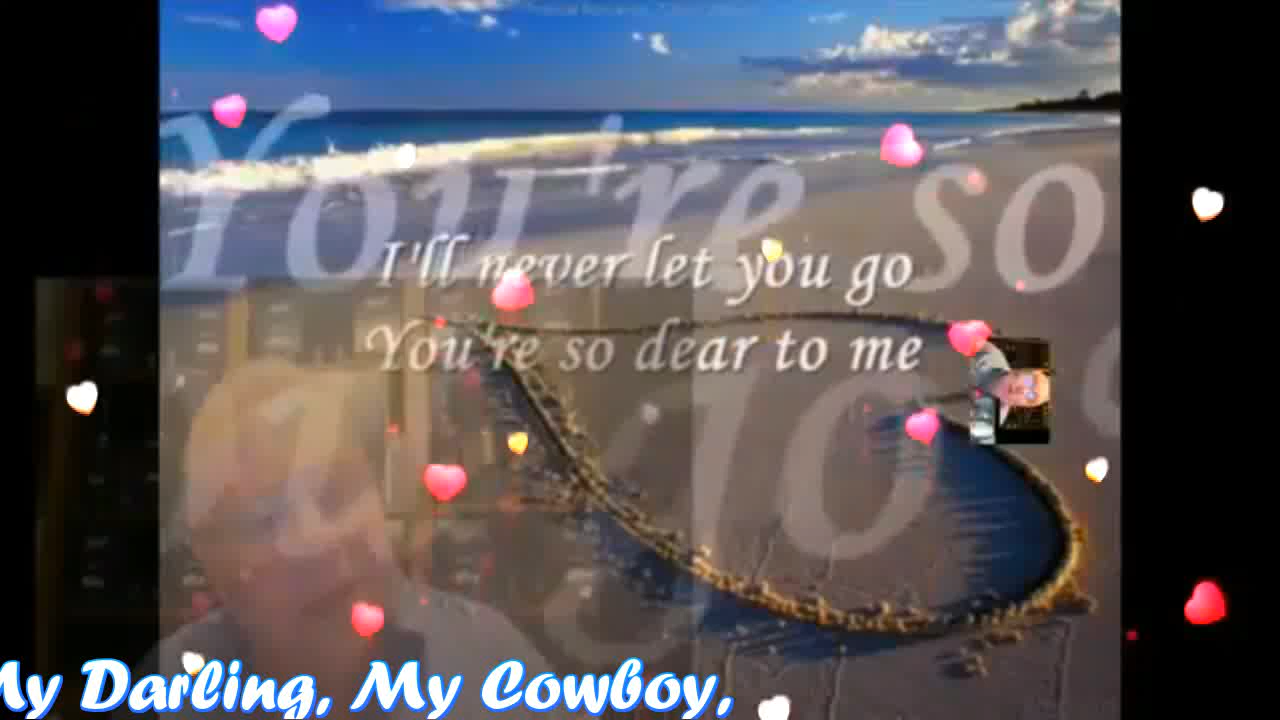 You're so
I'll never let you go
You're so dear to me
My Darling, My Cowboy,